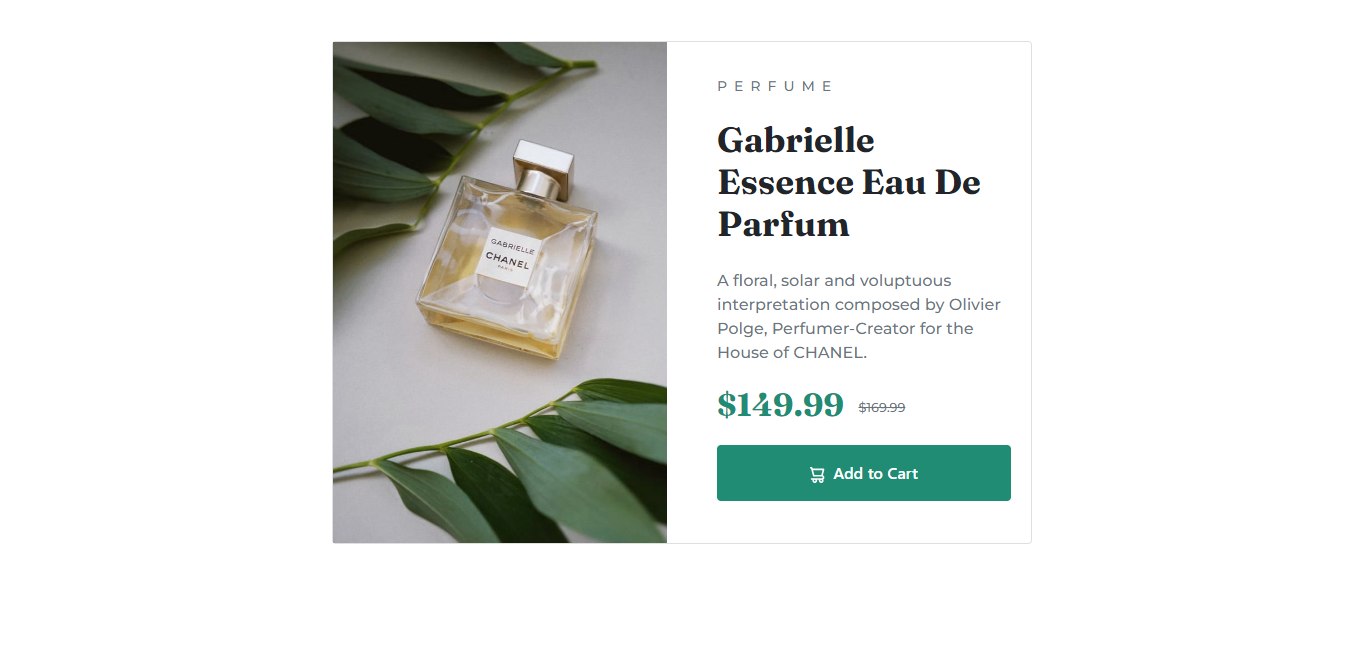 GABRIELLE
CHANEL
PARIS
PERFUME
Gabrielle
Essence Eau De
Parfum
A floral, solar and voluptuous
interpretation composed by Olivier
Polge, Perfumer-Creator for the
House of CHANEL.
$149.99 $169.99
Add to Cart